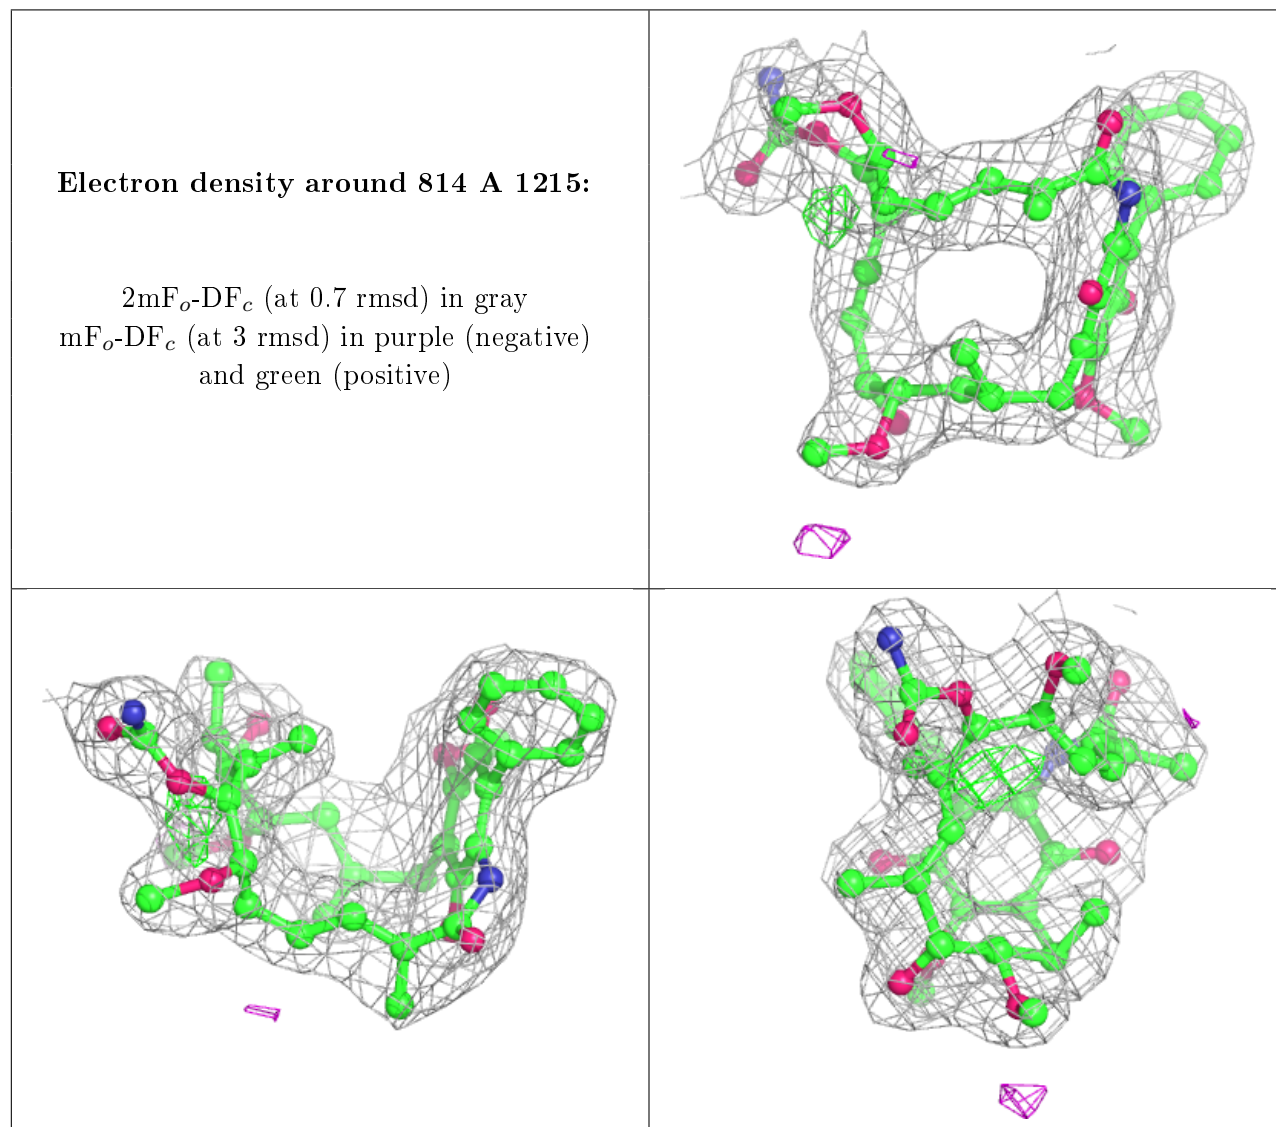 Electron density around 814 A 1215:
2mFo-DFc (at 0.7 rmsd) in gray
mFo-DFc (at 3 rmsd) in purple (negative)
and green (positive)